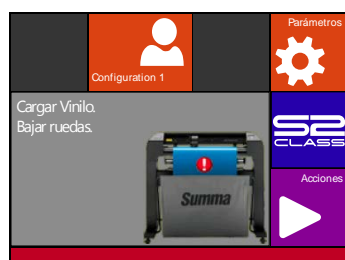 Parámetros
Configuration 1
Cargar Vinilo.
Bajar ruedas.
S2
CLASS
Summa
Acciones